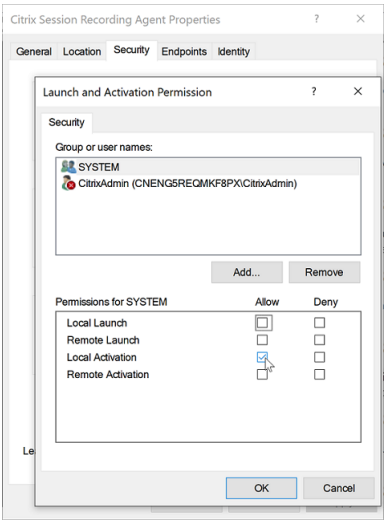 Citrix Session Recording Agent Properties
General Location Security Endpoints Identity
Launch and Activation Permission
Security
Group or user names:
SYSTEM
CitrixAdmin (CNENG5REQMKF8PX\CitrixAdmin)
Add... Remove
Permissions for SYSTEM Allow Deny
Local Launch
Remote Launch
Local Activation
Remote Activation
Le
OK Cancel